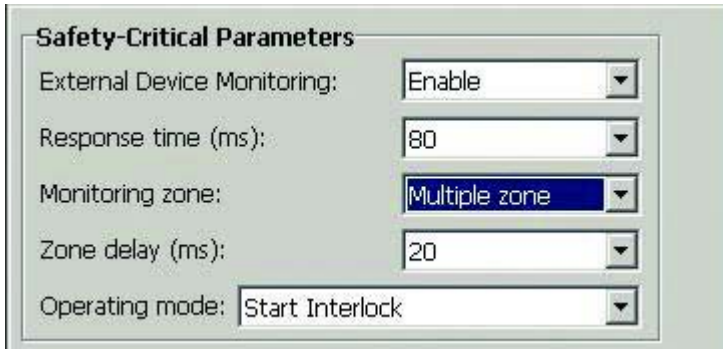 Safety-Critical Parameters
External Device Monitoring: Enable
Response time (ms): 80
Monitoring zone: Multiple zone
Zone delay (ms): 20
Operating mode: Start Interlock